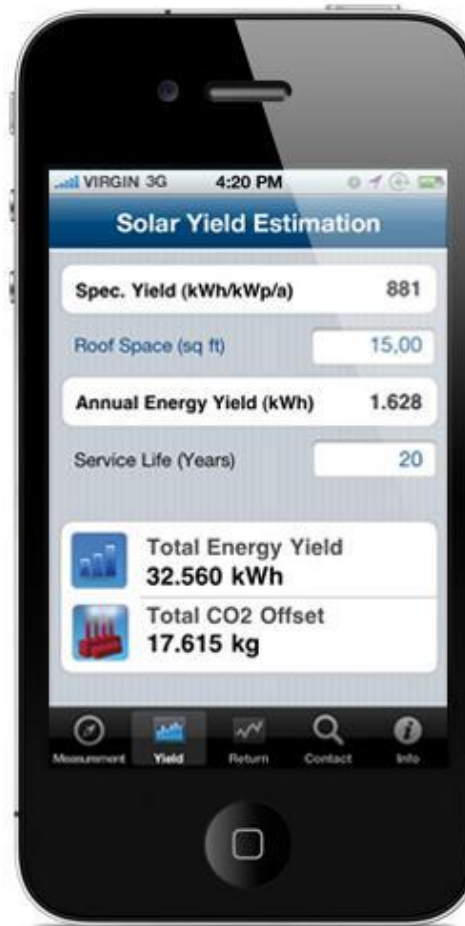 VIRGIN 3G 4:20 PM
Solar Yield Estimation
Spec. Yield (kWh/kWp/a) 881
Roof Space (sq ft) 15,00
Annual Energy Yield (kWh) 1.628
Service Life (Years) 20
Total Energy Yield
32.560 kWh
Total CO2 Offset
17.615 kg
Measurement Yield Return Contact Info